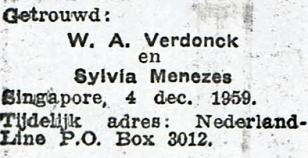 Getrouwd:
W. A. Verdonck
en
Sylvia Menezes
Singapore, 4 dec. 1959.
Tijdelijk adres: Nederland-
Line P.O. Box 3012.